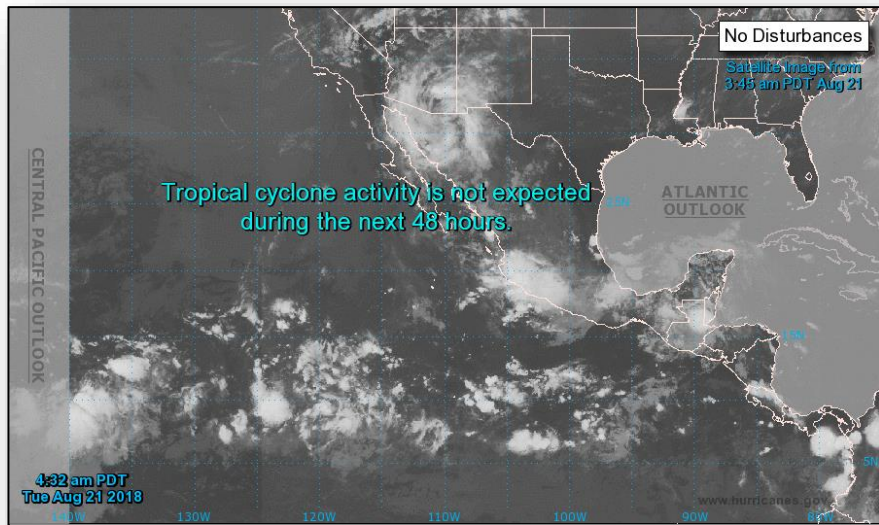 No Disturbances
Satellite Image from
3:45 am PDT Aug 21
CENTRAL PACIFIC OUTLOOK
Tropical cyclone activity is not expected
during the next 48 hours.
ATLANTIC
OUTLOOK
25N
15N
5N
4:32 am PDT
Tue Aug 21 2018
www.hurricanes.gov
140W
130W
120W
110W
100W
90W
80W